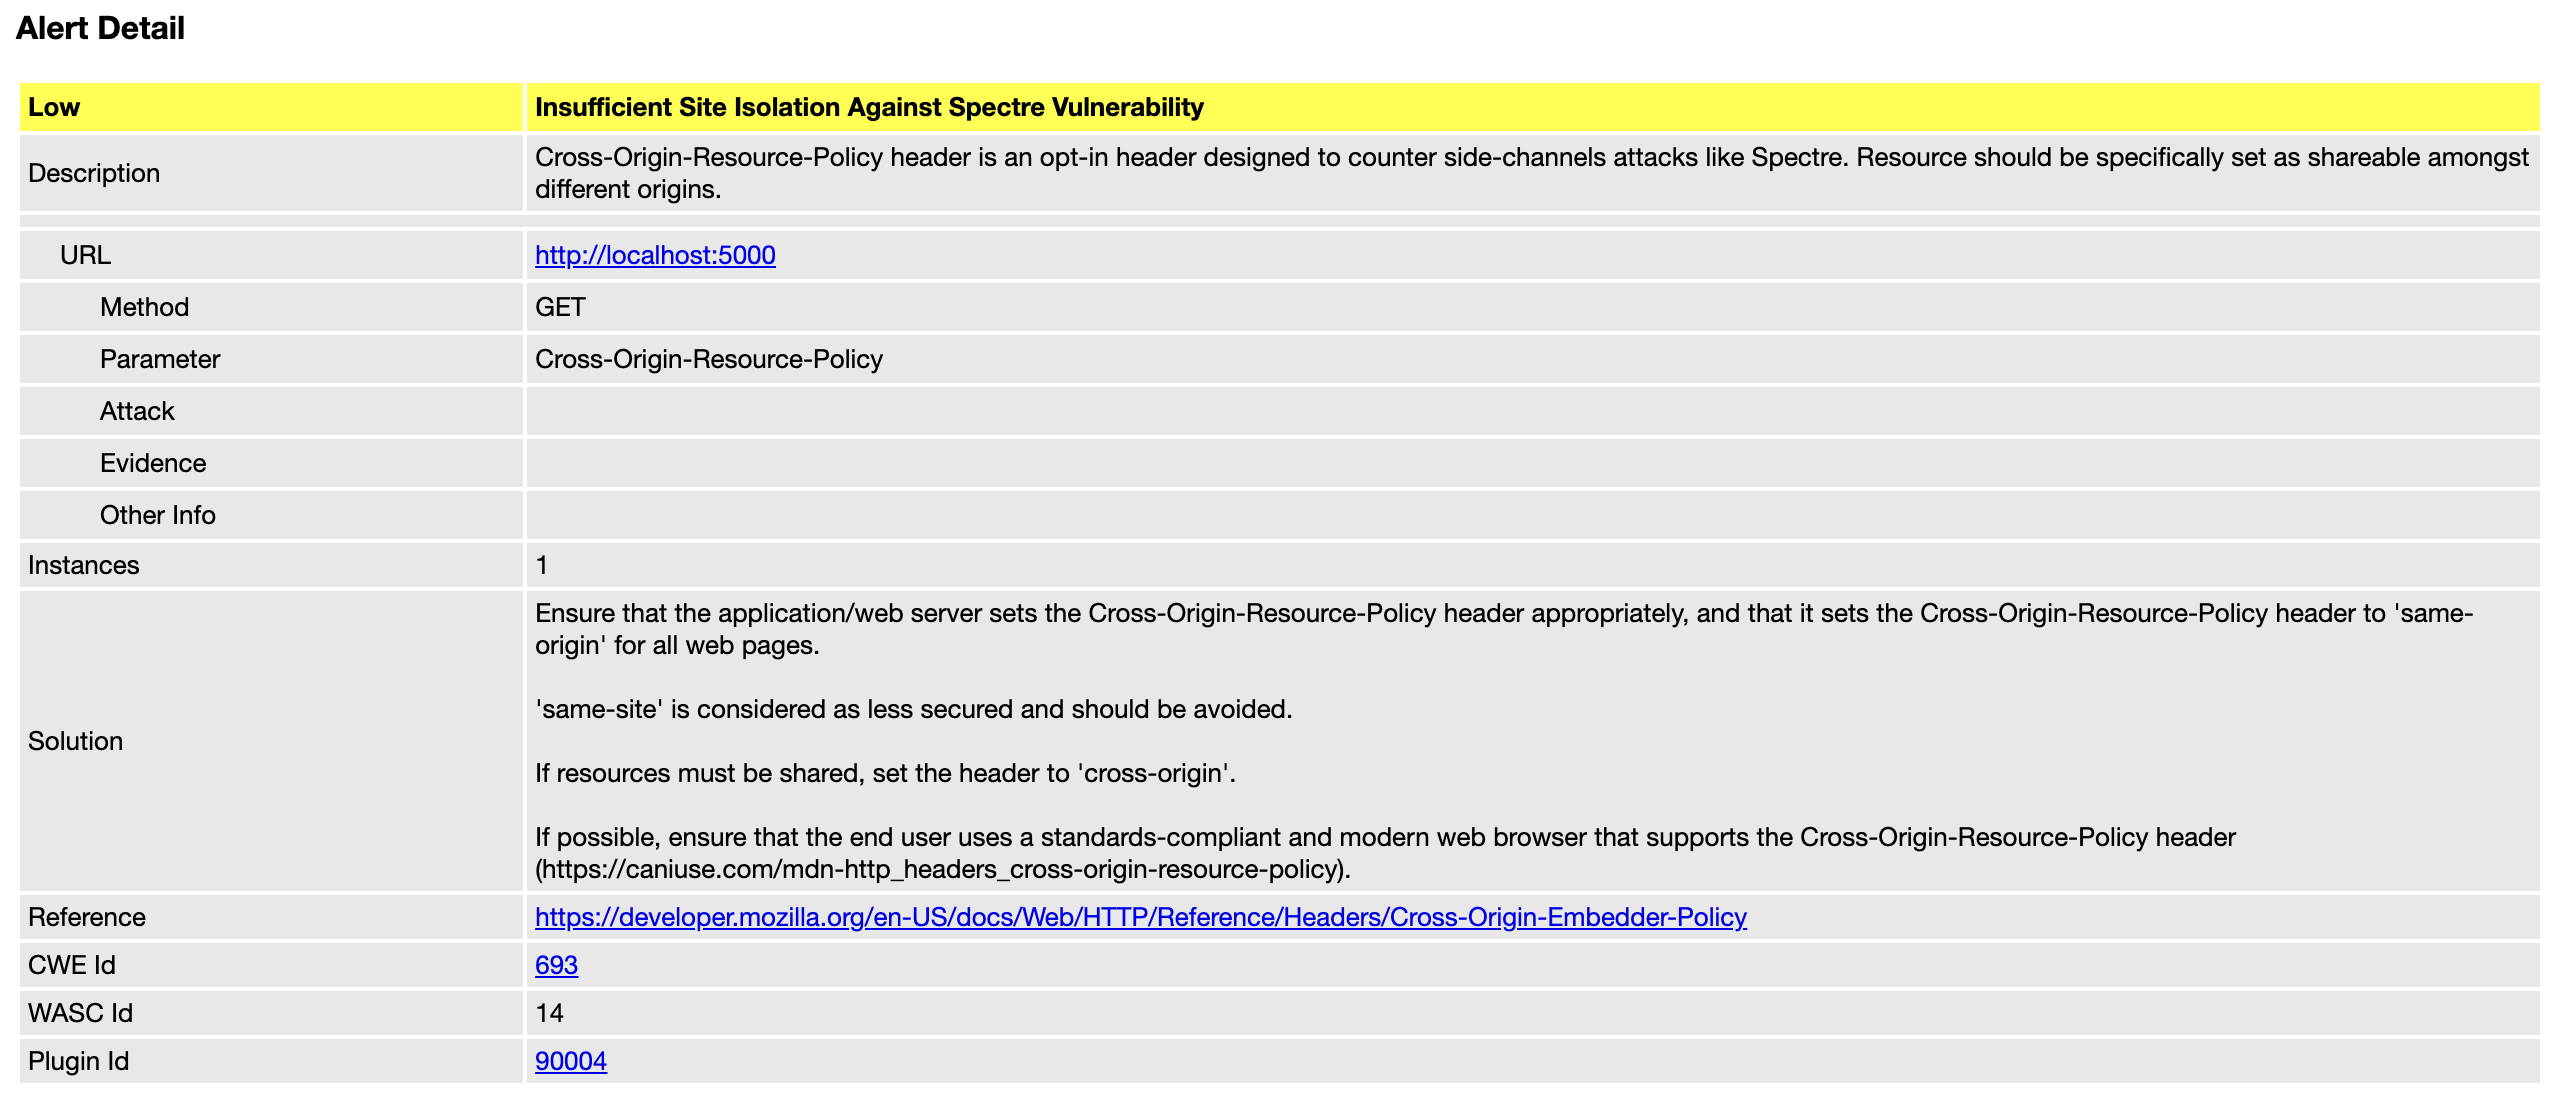 Alert Detail
Low
Insufficient Site Isolation Against Spectre Vulnerability
Description
Cross-Origin-Resource-Policy header is an opt-in header designed to counter side-channels attacks like Spectre. Resource should be specifically set as shareable amongst
different origins.
URL
http://localhost:5000
Method
GET
Parameter
Cross-Origin-Resource-Policy
Attack
Evidence
Other Info
Instances
1
Solution
Ensure that the application/web server sets the Cross-Origin-Resource-Policy header appropriately, and that it sets the Cross-Origin-Resource-Policy header to 'same-
origin' for all web pages.
'same-site' is considered as less secured and should be avoided.
If resources must be shared, set the header to 'cross-origin'.
If possible, ensure that the end user uses a standards-compliant and modern web browser that supports the Cross-Origin-Resource-Policy header
(https://caniuse.com/mdn-http_headers_cross-origin-resource-policy).
Reference
https://developer.mozilla.org/en-US/docs/Web/HTTP/Reference/Headers/Cross-Origin-Embedder-Policy
CWE Id
693
WASC Id
14
Plugin Id
90004